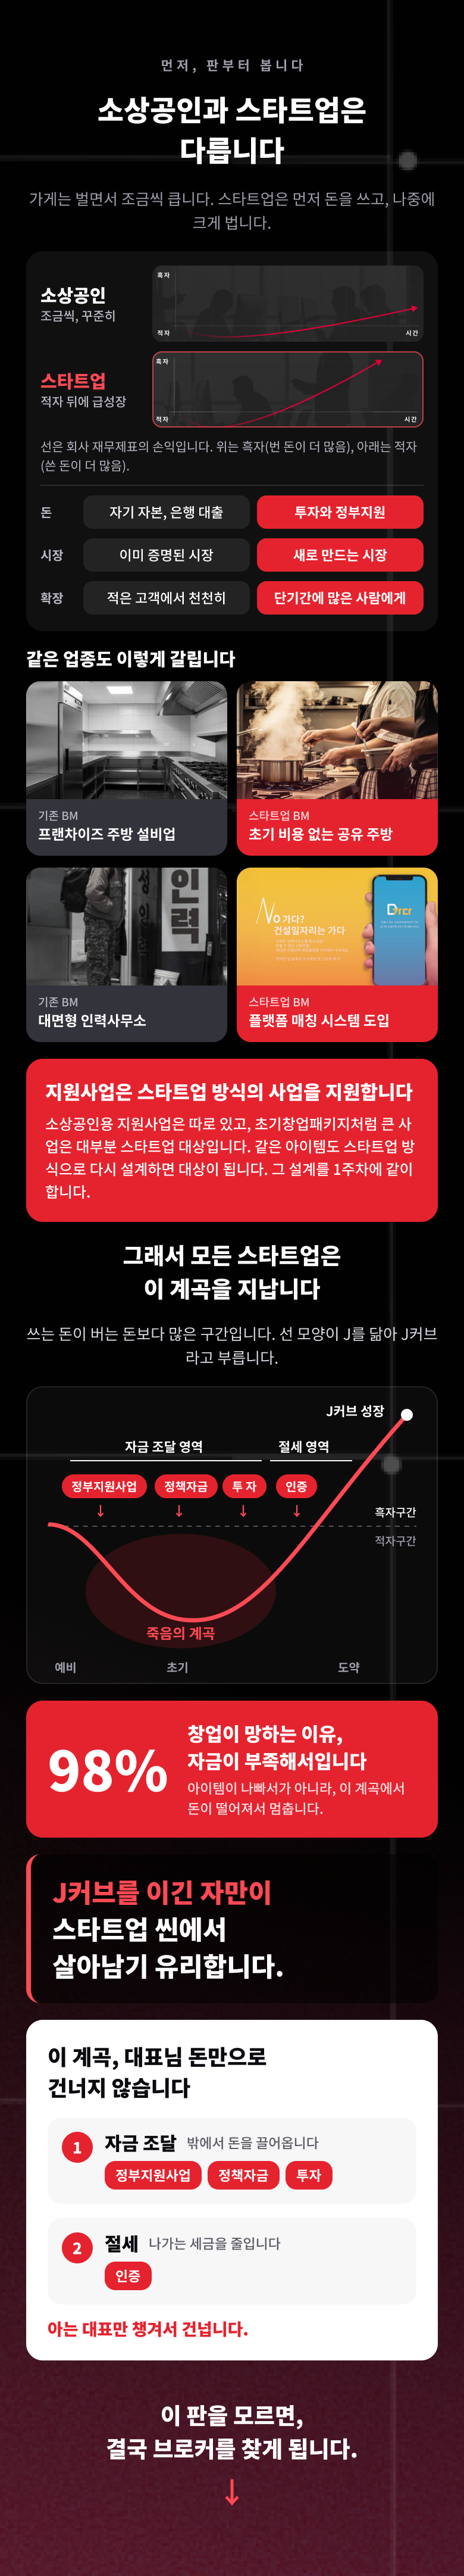 먼저, 판부터 봅니다
소상공인과 스타트업은
다릅니다
가게는 벌면서 조금씩 큽니다. 스타트업은 먼저 돈을 쓰고, 나중에
크게 법니다.
소상공인
조금씩, 꾸준히
흑자
적자
시간
스타트업
적자 뒤에 급성장
흑자
적자
시간
선은 회사 재무제표의 손익입니다. 위는 흑자(번 돈이 더 많음), 아래는 적자
(쓴 돈이 더 많음).
돈
자기 자본, 은행 대출
투자와 정부지원
시장
이미 증명된 시장
새로 만드는 시장
확장
적은 고객에서 천천히
단기간에 많은 사람에게
같은 업종도 이렇게 갈립니다
기존 BM
프랜차이즈 주방 설비업
스타트업 BM
초기 비용 없는 공유 주방
인력
No 가다?
건설일자리는 가다
기존 BM
대면형 인력사무소
스타트업 BM
플랫폼 매칭 시스템 도입
지원사업은 스타트업 방식의 사업을 지원합니다
소상공인용 지원사업은 따로 있고, 초기창업패키지처럼 큰 사
업은 대부분 스타트업 대상입니다. 같은 아이템도 스타트업 방
식으로 다시 설계하면 대상이 됩니다. 그 설계를 1주차에 같이
합니다.
그래서 모든 스타트업은
이 계곡을 지납니다
쓰는 돈이 버는 돈보다 많은 구간입니다. 선 모양이 J를 닮아 J커브
라고 부릅니다.
J커브 성장
자금 조달 영역
절세 영역
정부지원사업
정책자금
투 자
인증
↓
↓
↓
↓
흑자구간
적자구간
죽음의 계곡
예비
초기
도약
98%
창업이 망하는 이유,
자금이 부족해서입니다
아이템이 나빠서가 아니라, 이 계곡에서
돈이 떨어져서 멈춥니다.
J커브를 이긴 자만이
스타트업 씬에서
살아남기 유리합니다.
이 계곡, 대표님 돈만으로
건너지 않습니다
1
자금 조달 밖에서 돈을 끌어옵니다
정부지원사업
정책자금
투자
2
절세 나가는 세금을 줄입니다
인증
아는 대표만 챙겨서 건넙니다.
이 판을 모르면,
결국 브로커를 찾게 됩니다.
↓